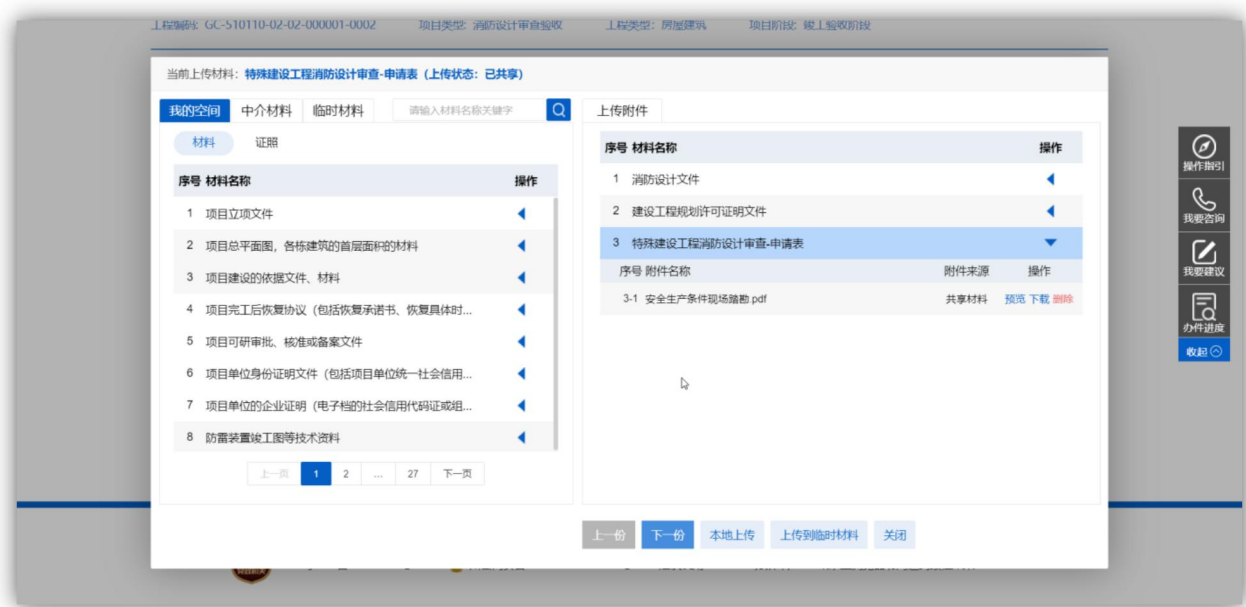 工程编码: GC-510110-02-02-000001-0002 项目类型: 消防设计审查验收 工程类型: 房屋建筑 项目阶段: 竣工验收阶段
当前上传材料: 特殊建设工程消防设计审查-申请表 (上传状态: 已共享)
我的空间 中介材料 临时材料 请输入材料名称关键字
材料 证照
序号 材料名称 操作
1 项目立项文件
2 项目总平面图, 各栋建筑的首层面积的材料
3 项目建设的依据文件、材料
4 项目完工后恢复协议 (包括恢复承诺书、恢复具体时...
5 项目可研审批、核准或备案文件
6 项目单位身份证明文件 (包括项目单位统一社会信用...
7 项目单位的企业证明 (电子档的社会信用代码证或组...
8 防雷装置竣工图等技术资料
上一页 1 2 ... 27 下一页
上传附件
序号 材料名称 操作
1 消防设计文件
2 建设工程规划许可证明文件
3 特殊建设工程消防设计审查-申请表
序号 附件名称 附件来源 操作
3-1 安全生产条件现场踏勘.pdf 共享材料 预览 下载 删除
上一份 下一份 本地上传 上传到临时材料 关闭
操作指引
我要咨询
我要建议
办件进度
收起